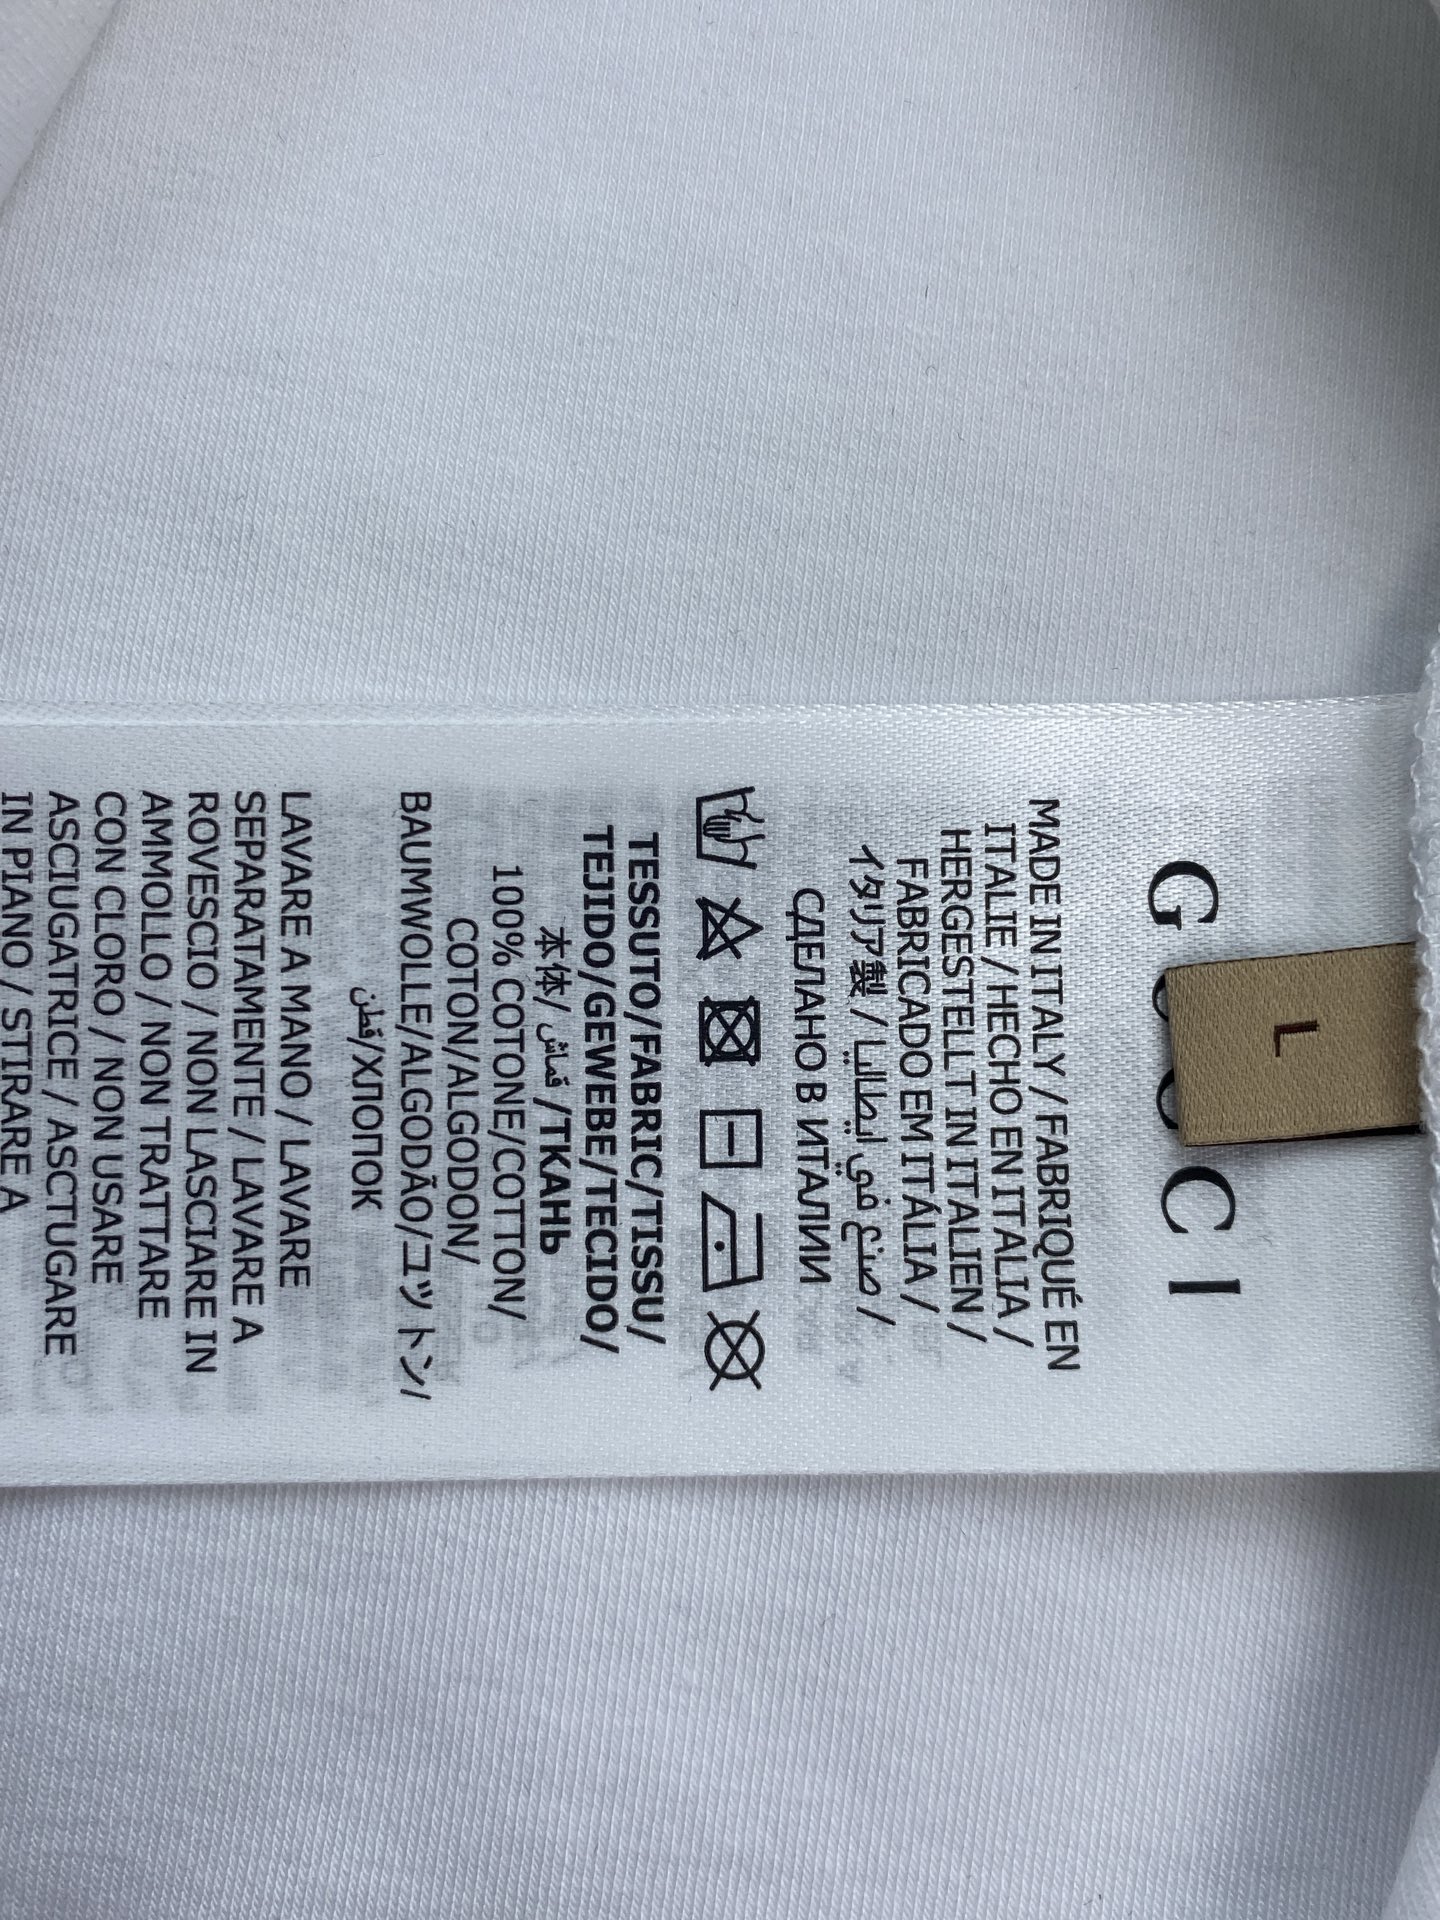 G U C C I
L
MADE IN ITALY / FABRIQUÉ EN
ITALIE / HECHO EN ITALIA /
HERGESTELLT IN ITALIEN /
FABRICADO EM ITÁLIA /
イタリア製 / صنع في ايطاليا /
СДЕЛАНО В ИТАЛИИ
TESSUTO/FABRIC/TISSU/
TEJIDO/GEWEBE/TECIDO/
本体/ قماش /ТКАНЬ
100% COTONE/COTTON/
COTON/ALGODON/
BAUMWOLLE/ALGODÃO/コットン/
قطن/ХЛОПОК
LAVARE A MANO / LAVARE
SEPARATAMENTE / LAVARE A
ROVESCIO / NON LASCIARE IN
AMMOLLO / NON TRATTARE
CON CLORO / NON USARE
ASCIUGATRICE / ASCTUGARE
IN PIANO / STIRARE A